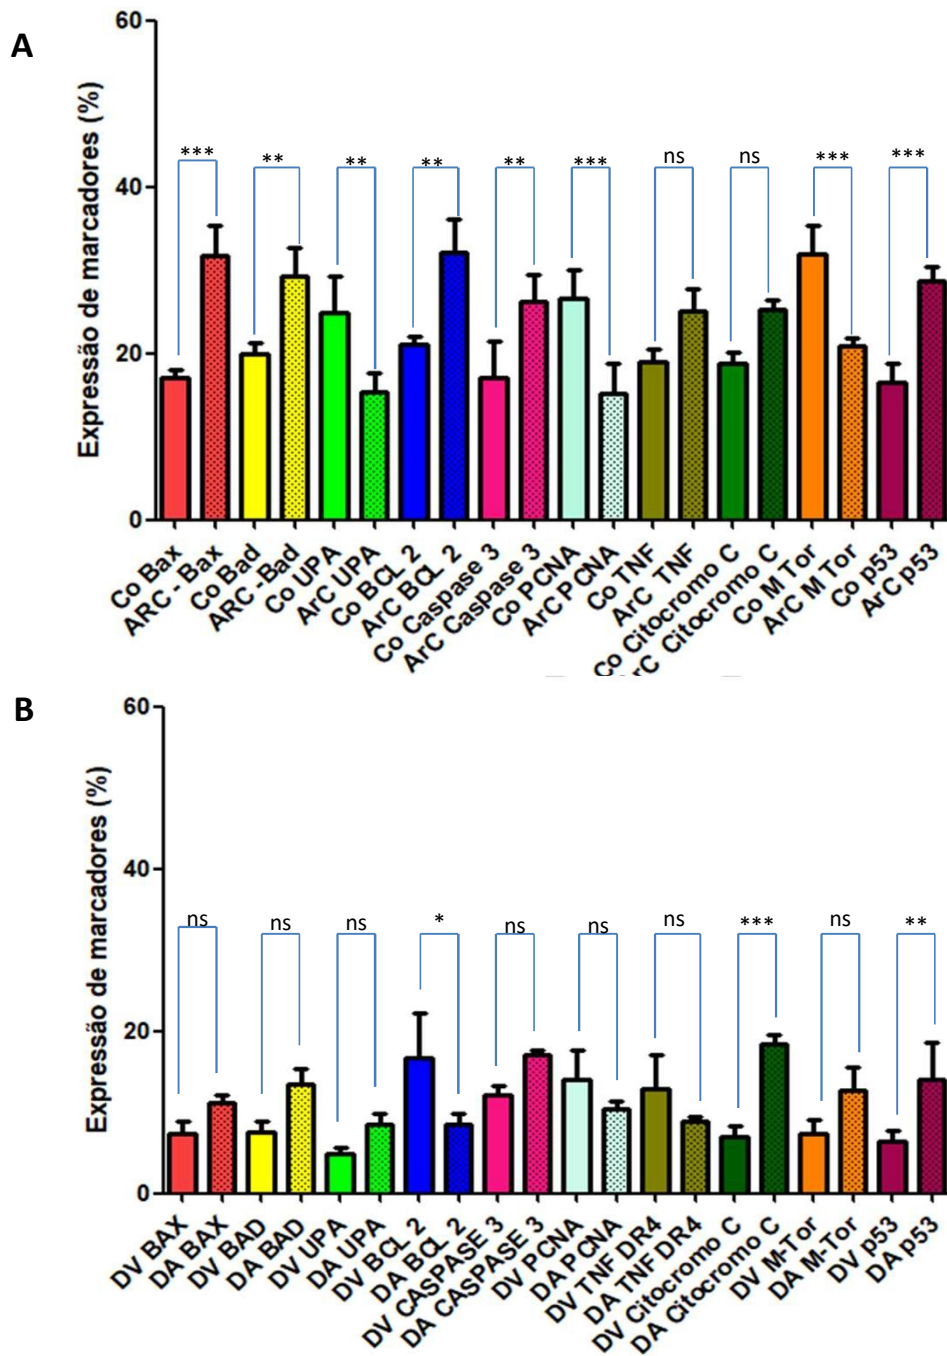 A
Expressão de marcadores (%)
60
40
20
0
*** ** ** ** ** *** ns ns *** ***
Co Bax
ARC - Bax
Co Bad
ARC -Bad
Co UPA
ArC UPA
Co BCL 2
ArC BCL 2
Co Caspase 3
ArC Caspase 3
Co PCNA
ArC PCNA
Co TNF
ArC TNF
Co Citocromo C
rC Citocromo C
Co M Tor
ArC M Tor
Co p53
ArC p53
B
Expressão de marcadores (%)
60
40
20
0
ns ns ns * ns ns ns *** ns **
DV BAX
DA BAX
DV BAD
DA BAD
DV UPA
DA UPA
DV BCL 2
DA BCL 2
DV CASPASE 3
DA CASPASE 3
DV PCNA
DA PCNA
DV TNF DR4
DA TNF DR4
DV Citocromo C
DA Citocromo C
DV M-Tor
DA M-Tor
DV p53
DA p53